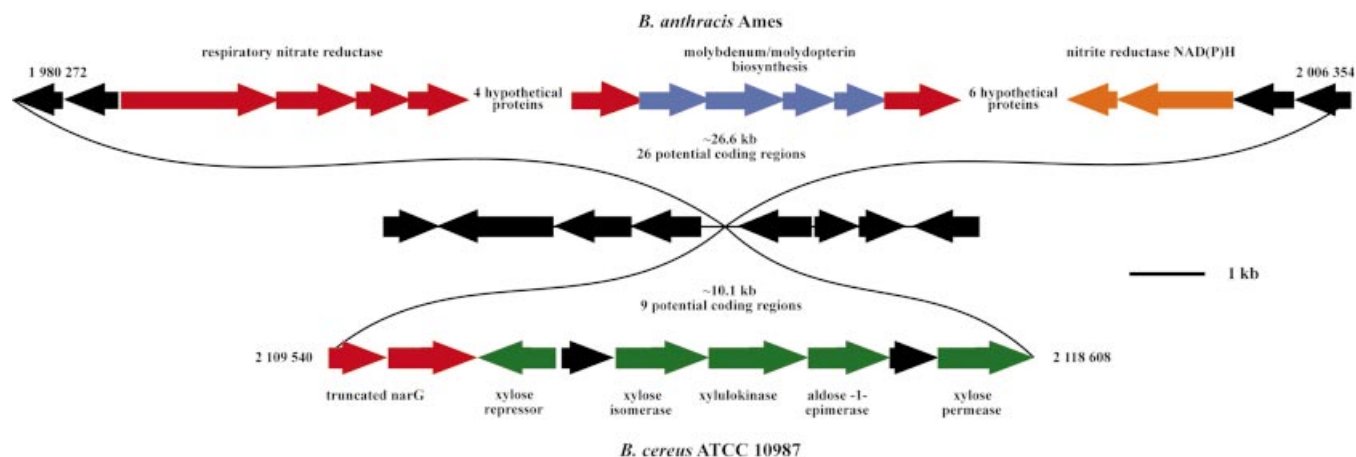 B. anthracis Ames
respiratory nitrate reductase
molybdenum/molydopterin
biosynthesis
nitrite reductase NAD(P)H
1 980 272
2 006 354
4 hypothetical
proteins
6 hypothetical
proteins
~26.6 kb
26 potential coding regions
1 kb
~10.1 kb
9 potential coding regions
2 109 540
2 118 608
truncated narG
xylose
repressor
xylose
isomerase
xylulokinase
aldose -1-
epimerase
xylose
permease
B. cereus ATCC 10987